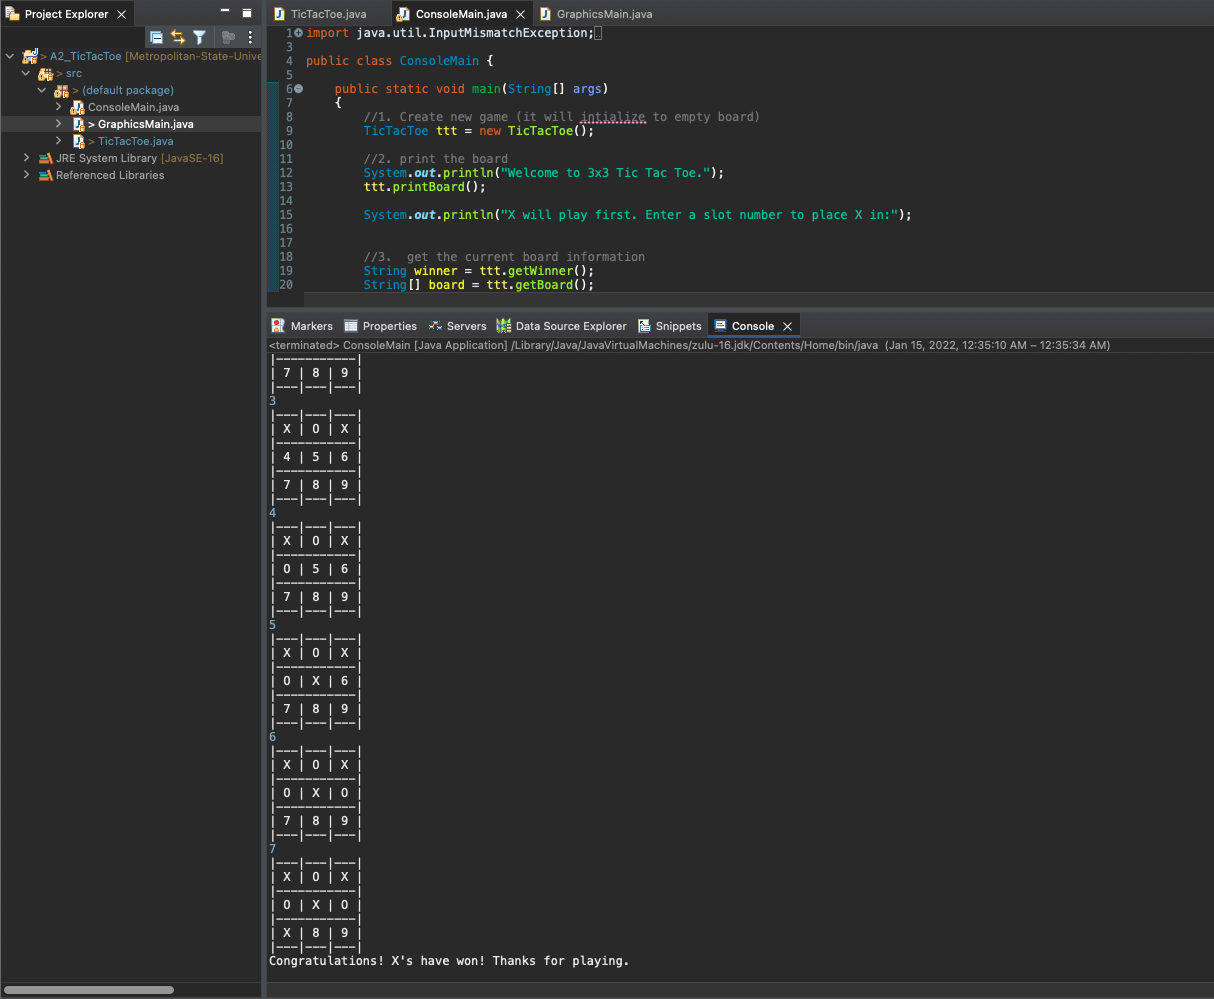 Project Explorer
> A2_TicTacToe [Metropolitan-State-Unive
> src
> (default package)
ConsoleMain.java
> GraphicsMain.java
> TicTacToe.java
JRE System Library [JavaSE-16]
Referenced Libraries
TicTacToe.java ConsoleMain.java GraphicsMain.java
1 import java.util.InputMismatchException;
3
4 public class ConsoleMain {
5
6 public static void main(String[] args)
7 {
8 //1. Create new game (it will intialize to empty board)
9 TicTacToe ttt = new TicTacToe();
10
11 //2. print the board
12 System.out.println("Welcome to 3x3 Tic Tac Toe.");
13 ttt.printBoard();
14
15 System.out.println("X will play first. Enter a slot number to place X in:");
16
17
18 //3.  get the current board information
19 String winner = ttt.getWinner();
20 String[] board = ttt.getBoard();
Markers Properties Servers Data Source Explorer Snippets Console
<terminated> ConsoleMain [Java Application] /Library/Java/JavaVirtualMachines/zulu-16.jdk/Contents/Home/bin/java (Jan 15, 2022, 12:35:10 AM – 12:35:34 AM)
|-----------|
| 7 | 8 | 9 |
|---|---|---|
3
|---|---|---|
| X | O | X |
|-----------|
| 4 | 5 | 6 |
|-----------|
| 7 | 8 | 9 |
|---|---|---|
4
|---|---|---|
| X | O | X |
|-----------|
| O | 5 | 6 |
|-----------|
| 7 | 8 | 9 |
|---|---|---|
5
|---|---|---|
| X | O | X |
|-----------|
| O | X | 6 |
|-----------|
| 7 | 8 | 9 |
|---|---|---|
6
|---|---|---|
| X | O | X |
|-----------|
| O | X | O |
|-----------|
| 7 | 8 | 9 |
|---|---|---|
7
|---|---|---|
| X | O | X |
|-----------|
| O | X | O |
|-----------|
| X | 8 | 9 |
|---|---|---|
Congratulations! X's have won! Thanks for playing.